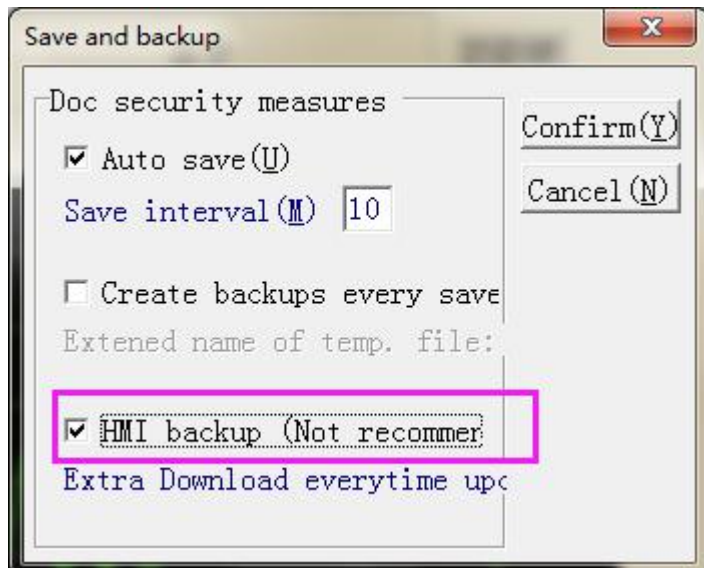 Save and backup
Doc security measures
Confirm(Y)
Auto save(U)
Cancel(N)
Save interval(M) 10
Create backups every save
Extened name of temp. file:
HMI backup (Not recommer
Extra Download everytime upc